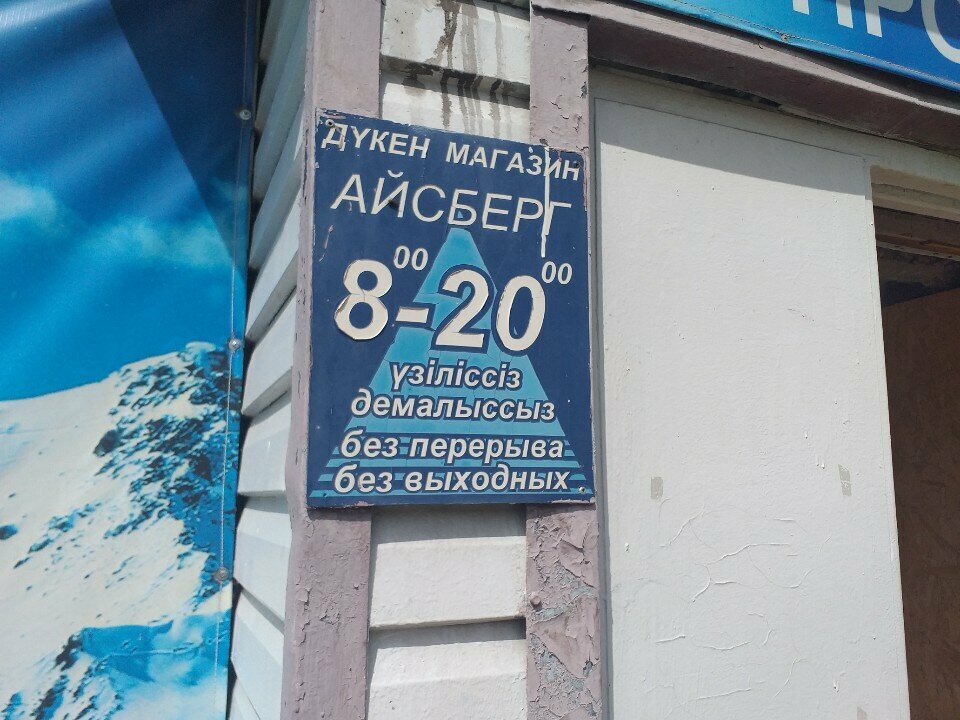 ДҮКЕН МАГАЗИН
АЙСБЕРГ
8⁰⁰-20⁰⁰
үзіліссіз
демалыссыз
без перерыва
без выходных